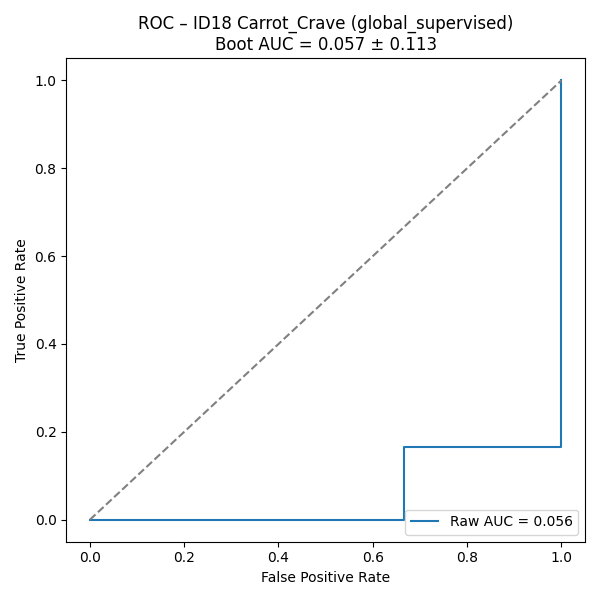 ROC – ID18 Carrot_Crave (global_supervised)
Boot AUC = 0.057 ± 0.113
True Positive Rate
1.0
0.8
0.6
0.4
0.2
0.0
Raw AUC = 0.056
0.0 0.2 0.4 0.6 0.8 1.0
False Positive Rate